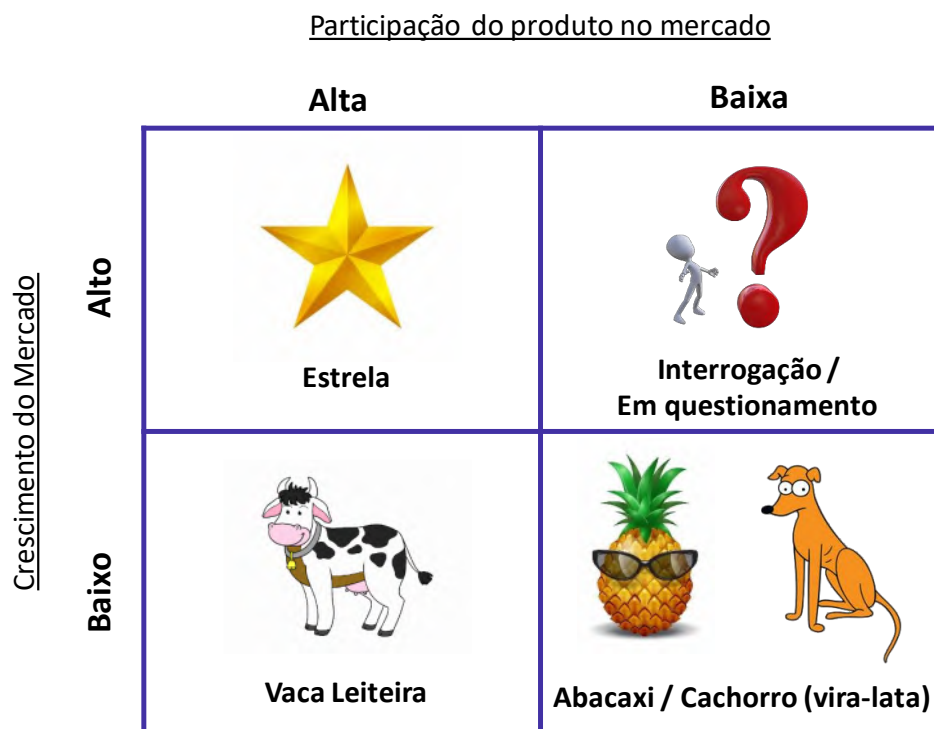 Participação do produto no mercado
Alta
Baixa
Crescimento do Mercado
Alto
Estrela
Interrogação /
Em questionamento
Baixo
Vaca Leiteira
Abacaxi / Cachorro (vira-lata)